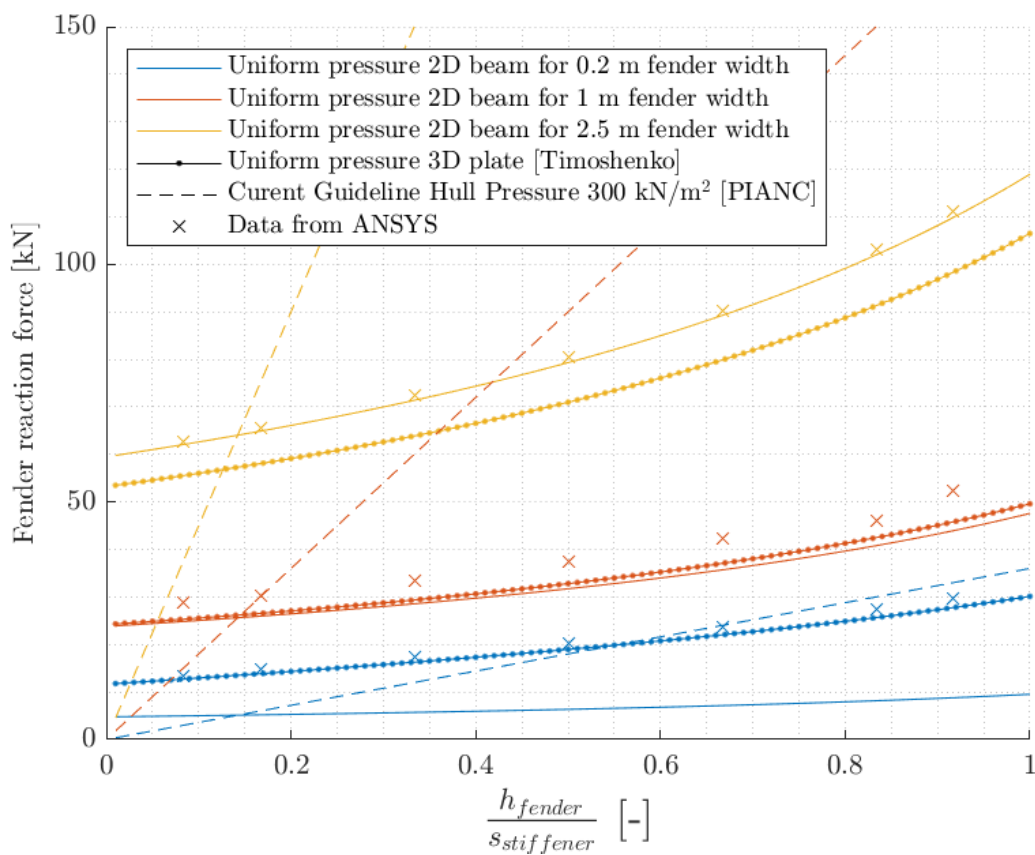 150
Uniform pressure 2D beam for 0.2 m fender width
Uniform pressure 2D beam for 1 m fender width
Uniform pressure 2D beam for 2.5 m fender width
Uniform pressure 3D plate [Timoshenko]
Curent Guideline Hull Pressure 300 kN/m² [PIANC]
Data from ANSYS
100
Fender reaction force [kN]
50
0
0 0.2 0.4 0.6 0.8 1
h_fender / s_stiffener [-]